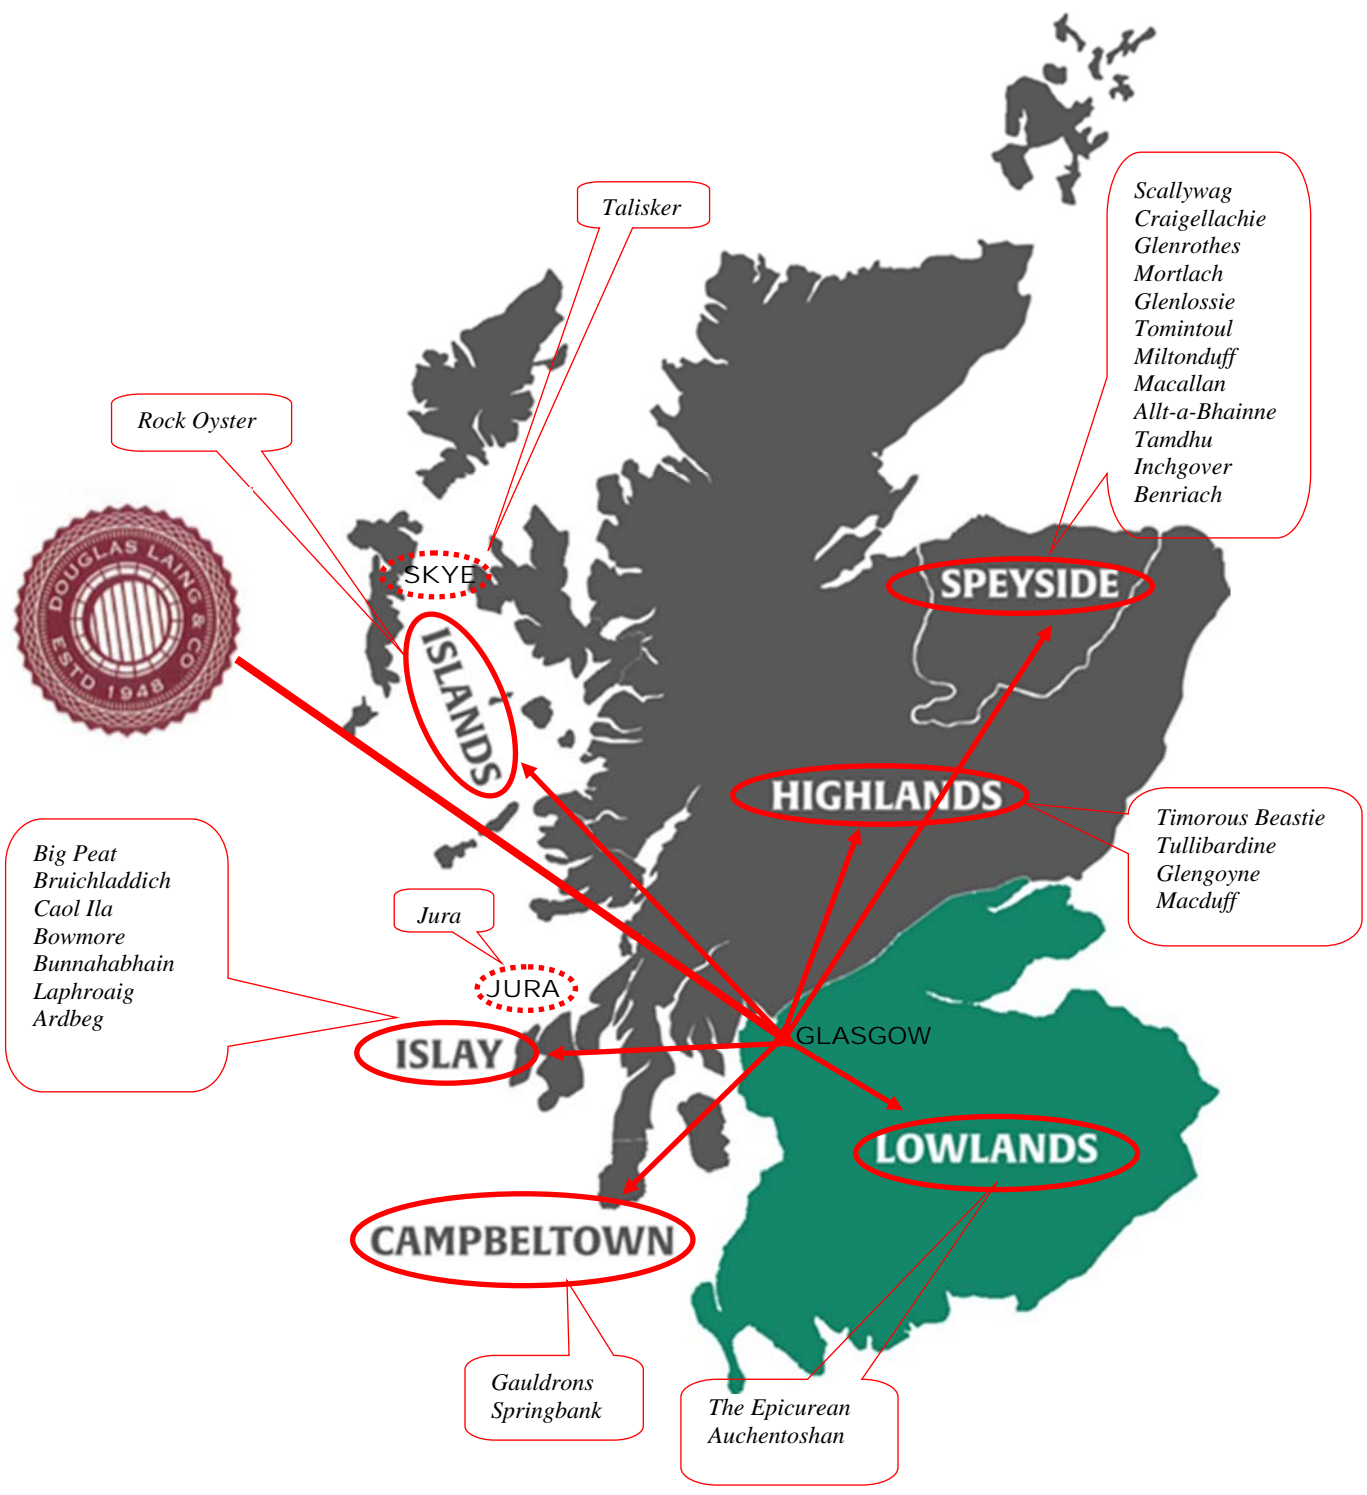 Talisker
Scallywag
Craigellachie
Glenrothes
Mortlach
Glenlossie
Tomintoul
Miltonduff
Macallan
Allt-a-Bhainne
Tamdhu
Inchgover
Benriach
Rock Oyster
DOUGLAS LAING & CO
ESTD 1948
SKYE
SPEYSIDE
ISLANDS
HIGHLANDS
Timorous Beastie
Tullibardine
Glengoyne
Macduff
Big Peat
Bruichladdich
Caol Ila
Bowmore
Bunnahabhain
Laphroaig
Ardbeg
Jura
JURA
GLASGOW
ISLAY
LOWLANDS
CAMPBELTOWN
Gauldrons
Springbank
The Epicurean
Auchentoshan